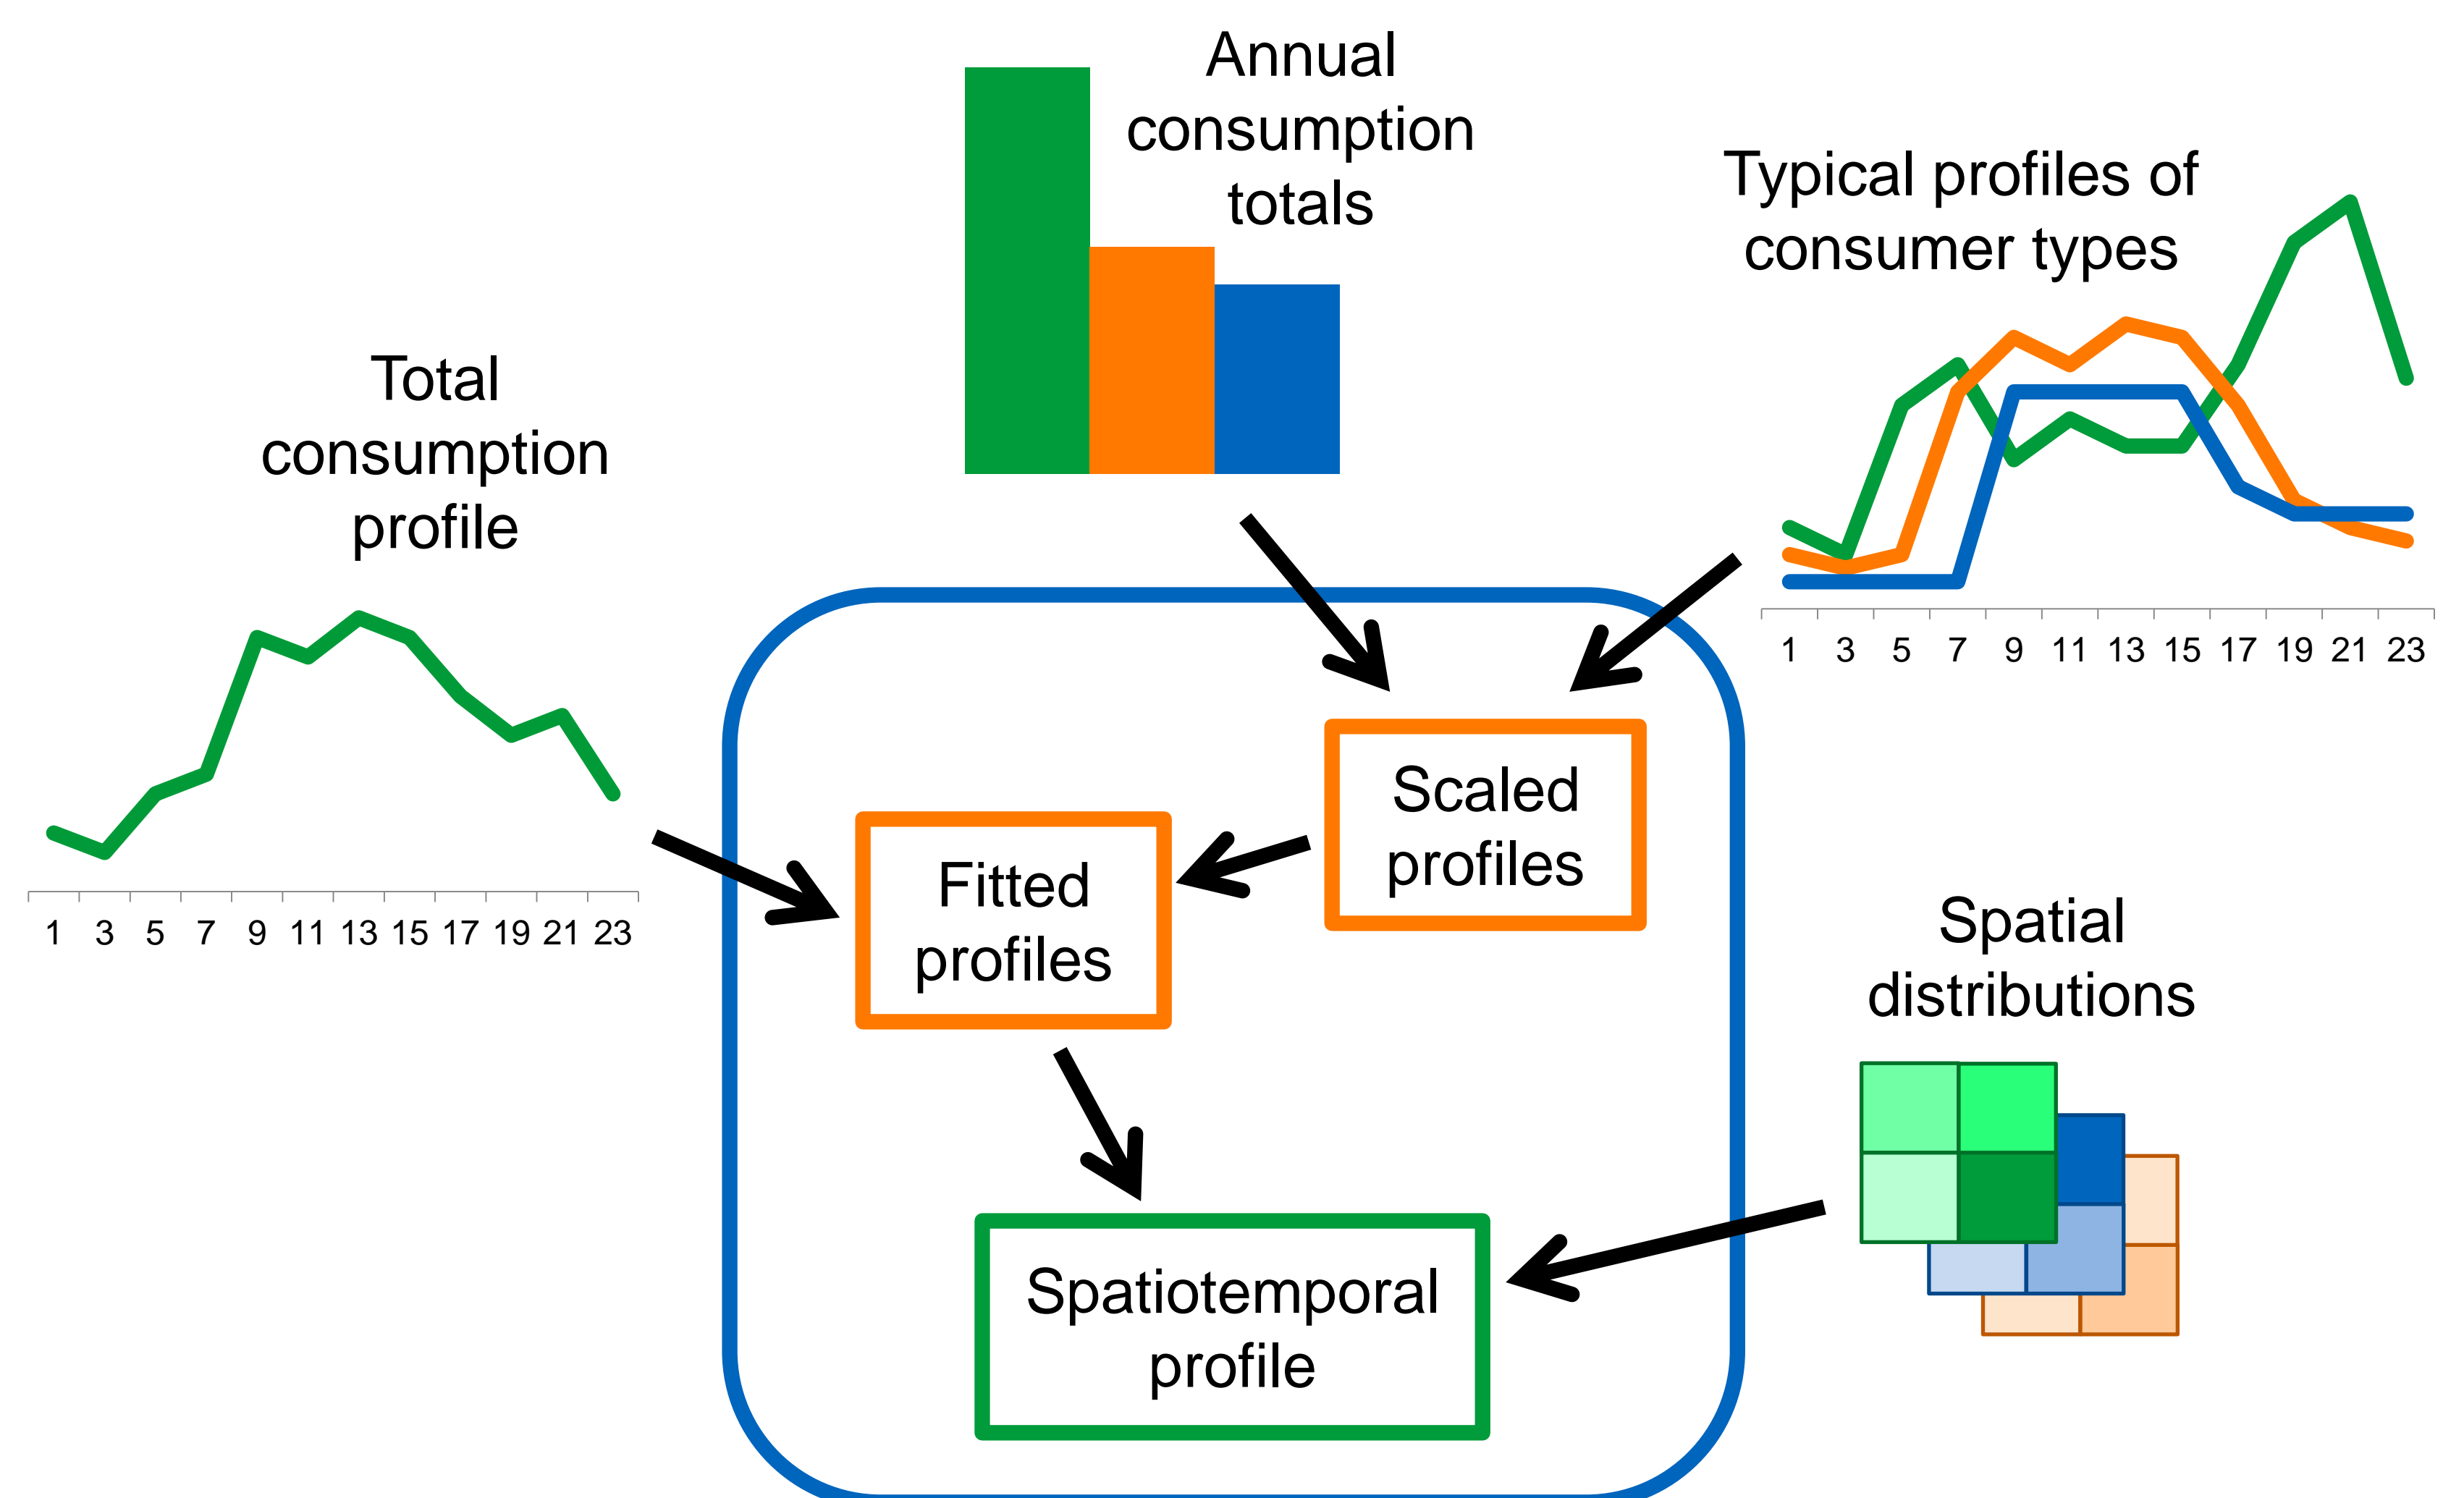 Annual
consumption
totals
Typical profiles of
consumer types
1 3 5 7 9 11 13 15 17 19 21 23
Total
consumption
profile
1 3 5 7 9 11 13 15 17 19 21 23
Scaled
profiles
Fitted
profiles
Spatial
distributions
Spatiotemporal
profile